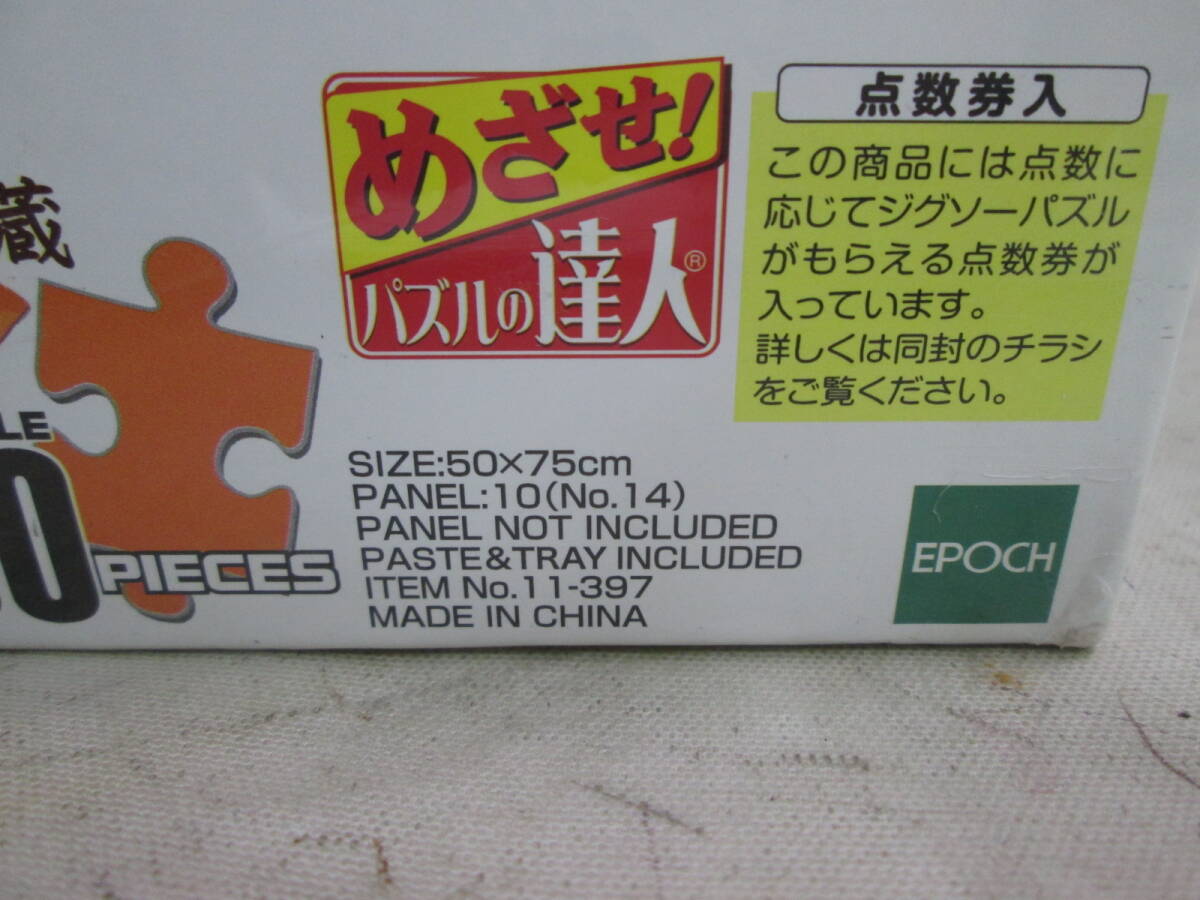 蔵
めざせ!
パズルの達人®
点数券入
この商品には点数に
応じてジグソーパズル
がもらえる点数券が
入っています。
詳しくは同封のチラシ
をご覧ください。
PIECES
SIZE:50×75cm
PANEL:10(No.14)
PANEL NOT INCLUDED
PASTE&TRAY INCLUDED
ITEM No.11-397
MADE IN CHINA
EPOCH